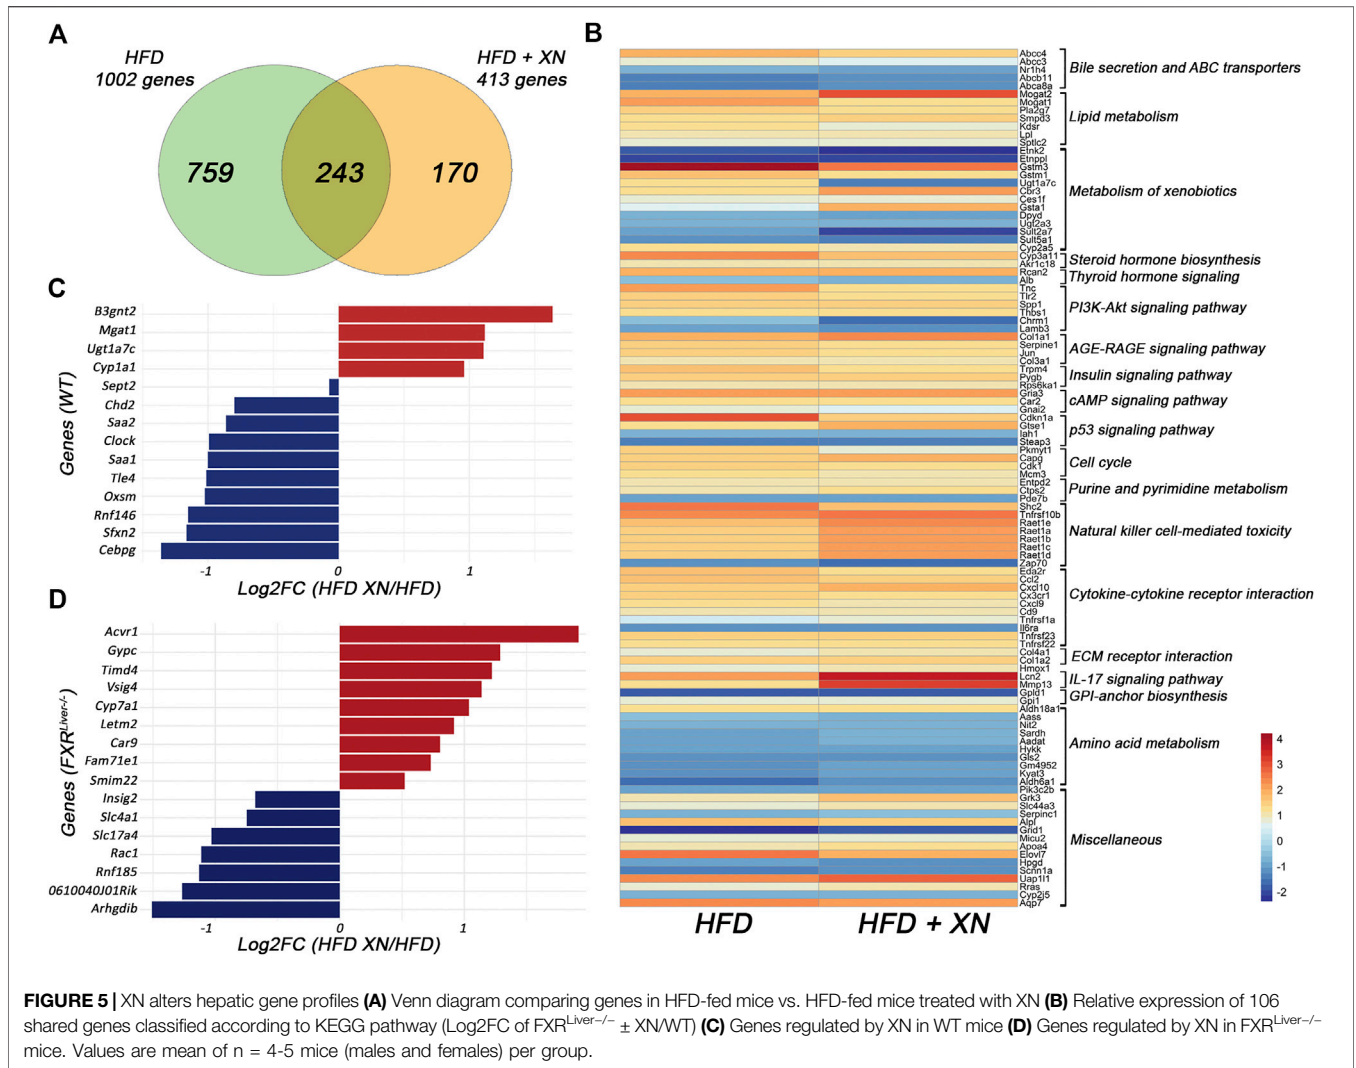 A
HFD
1002 genes
HFD + XN
413 genes
759
243
170
B
Abcc4
Abcc3
Nr1h4
Abcb11
Abca8a
Mogat2
Mogat1
Pla2g7
Smpd3
Kdsr
Lpl
Sptlc2
Etnk2
Etnppl
Gstm3
Gstm1
Ugt1a7c
Cbr3
Ces1f
Gsta1
Dpyd
Ugt2a3
Sult2a7
Sult5a1
Cyp2a5
Cyp3a11
Akr1c18
Rcan2
Alb
Tnc
Tlr2
Spp1
Thbs1
Chrm1
Lamb3
Col1a1
Serpine1
Jun
Col3a1
Trpm4
Pygb
Rps6ka1
Gria3
Car2
Gnai2
Cdkn1a
Gtse1
Iah1
Steap3
Pkmyt1
Capg
Cdk1
Mcm3
Entpd2
Ctps2
Pde7b
Shc2
Tnfrsf10b
Raet1e
Raet1a
Raet1b
Raet1c
Raet1d
Zap70
Eda2r
Ccl2
Cxcl10
Cx3cr1
Cxcl9
Cd9
Tnfrsf1a
Il6ra
Tnfrsf23
Tnfrsf22
Col4a1
Col1a2
Hmox1
Lcn2
Mmp13
Gpld1
Gpi1
Aldh18a1
Aass
Nit2
Sardh
Aadat
Hykk
Gls2
Gm4952
Kyat3
Aldh6a1
Pik3c2b
Grk3
Slc44a3
Serpinc1
Alpl
Grid1
Micu2
Apoa4
Elovl7
Hpgd
Scnn1a
Uap1l1
Rras
Cyp2j5
Aqp7
Bile secretion and ABC transporters
Lipid metabolism
Metabolism of xenobiotics
Steroid hormone biosynthesis
Thyroid hormone signaling
PI3K-Akt signaling pathway
AGE-RAGE signaling pathway
Insulin signaling pathway
cAMP signaling pathway
p53 signaling pathway
Cell cycle
Purine and pyrimidine metabolism
Natural killer cell-mediated toxicity
Cytokine-cytokine receptor interaction
ECM receptor interaction
IL-17 signaling pathway
GPI-anchor biosynthesis
Amino acid metabolism
Miscellaneous
4
3
2
1
0
-1
-2
HFD
HFD + XN
C
Genes (WT)
B3gnt2
Mgat1
Ugt1a7c
Cyp1a1
Sept2
Chd2
Saa2
Clock
Saa1
Tle4
Oxsm
Rnf146
Sfxn2
Cebpg
-1 0 1
Log2FC (HFD XN/HFD)
D
Genes (FXRLiver-/-)
Acvr1
Gypc
Timd4
Vsig4
Cyp7a1
Letm2
Car9
Fam71e1
Smim22
Insig2
Slc4a1
Slc17a4
Rac1
Rnf185
0610040J01Rik
Arhgdib
-1 0 1
Log2FC (HFD XN/HFD)
FIGURE 5 | XN alters hepatic gene profiles (A) Venn diagram comparing genes in HFD-fed mice vs. HFD-fed mice treated with XN (B) Relative expression of 106
shared genes classified according to KEGG pathway (Log2FC of FXRLiver−/− ± XN/WT) (C) Genes regulated by XN in WT mice (D) Genes regulated by XN in FXRLiver−/−
mice. Values are mean of n = 4-5 mice (males and females) per group.